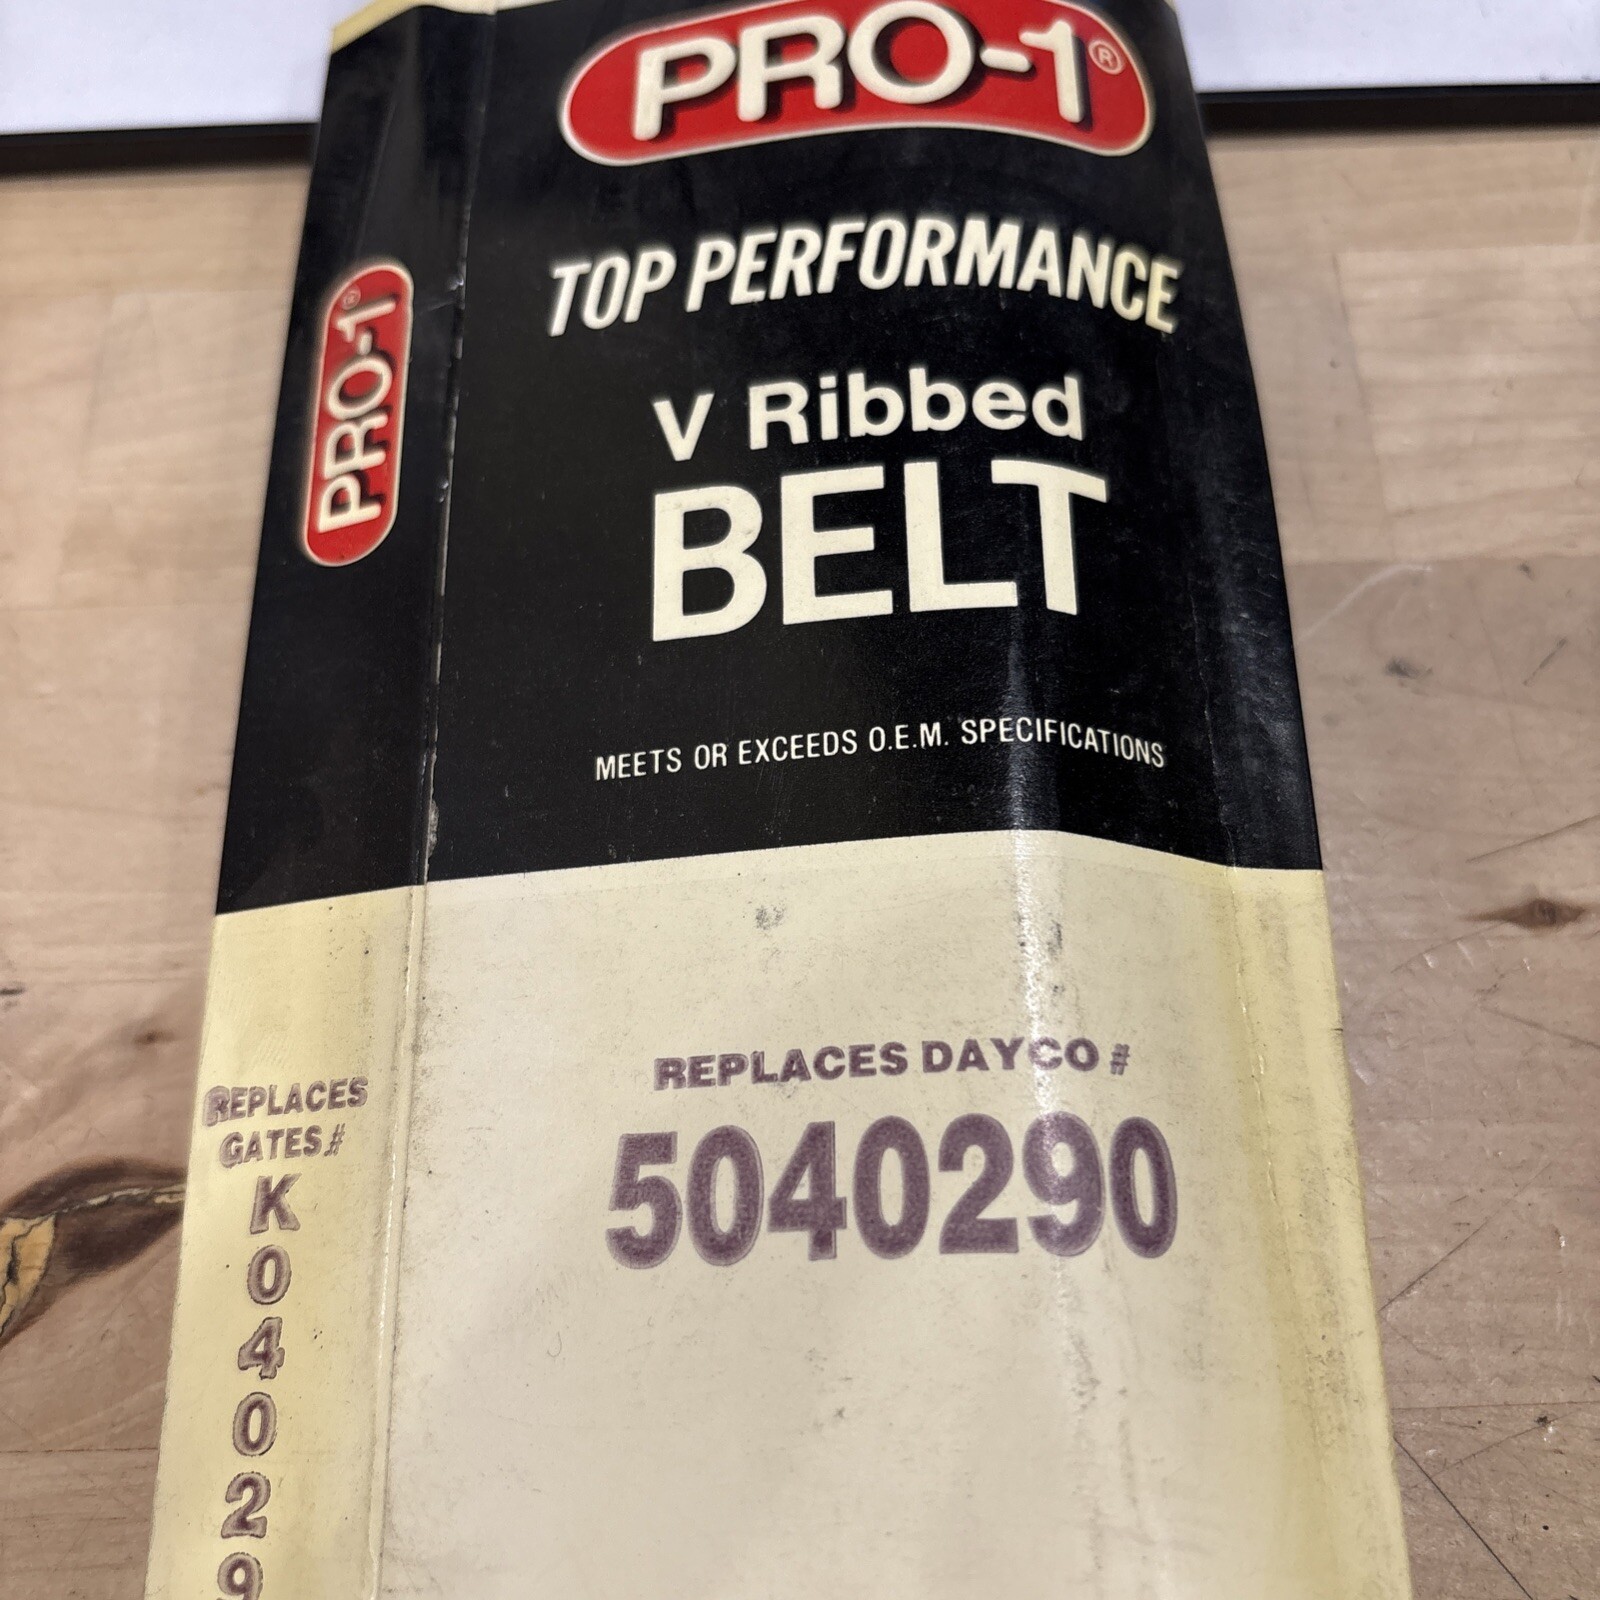 PRO-1®
TOP PERFORMANCE
V Ribbed
BELT
MEETS OR EXCEEDS O.E.M. SPECIFICATIONS
REPLACES DAYCO #
5040290
PRO-1®
REPLACES
GATES#
K
0
4
0
2
9